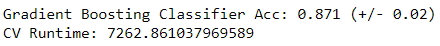 Gradient Boosting Classifier Acc: 0.871 (+/- 0.02)
CV Runtime: 7262.861037969589